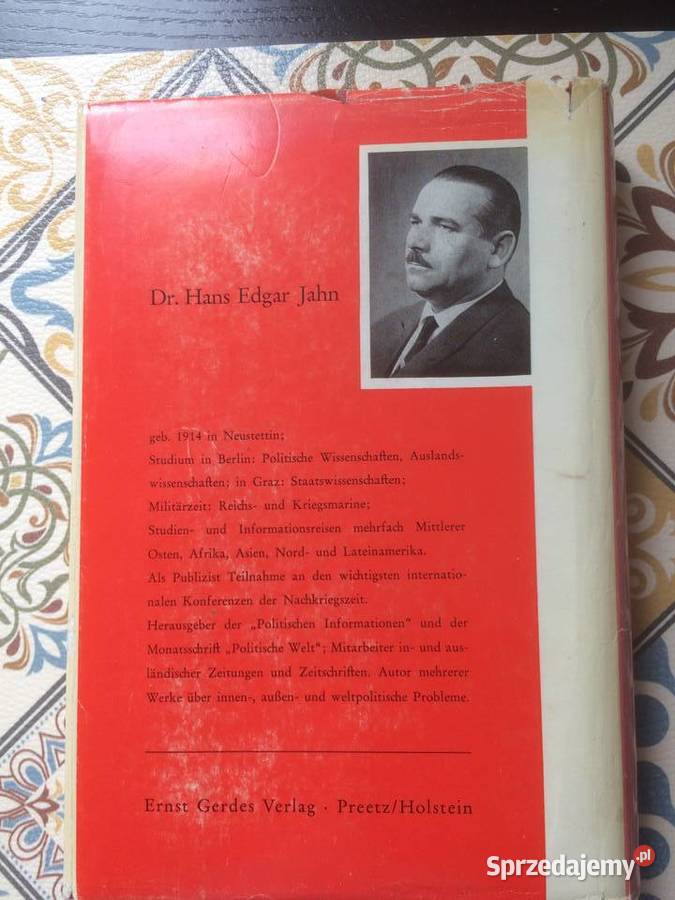 Dr. Hans Edgar Jahn
geb. 1914 in Neustettin;
Studium in Berlin: Politische Wissenschaften, Auslands-
wissenschaften; in Graz: Staatswissenschaften;
Militärzeit: Reichs- und Kriegsmarine;
Studien- und Informationsreisen mehrfach Mittlerer
Osten, Afrika, Asien, Nord- und Lateinamerika.
Als Publizist Teilnahme an den wichtigsten internatio-
nalen Konferenzen der Nachkriegszeit.
Herausgeber der „Politischen Informationen" und der
Monatsschrift „Politische Welt"; Mitarbeiter in- und aus-
ländischer Zeitungen und Zeitschriften. Autor mehrerer
Werke über innen-, außen- und weltpolitische Probleme.
Ernst Gerdes Verlag · Preetz/Holstein
Sprzedajemy.pl